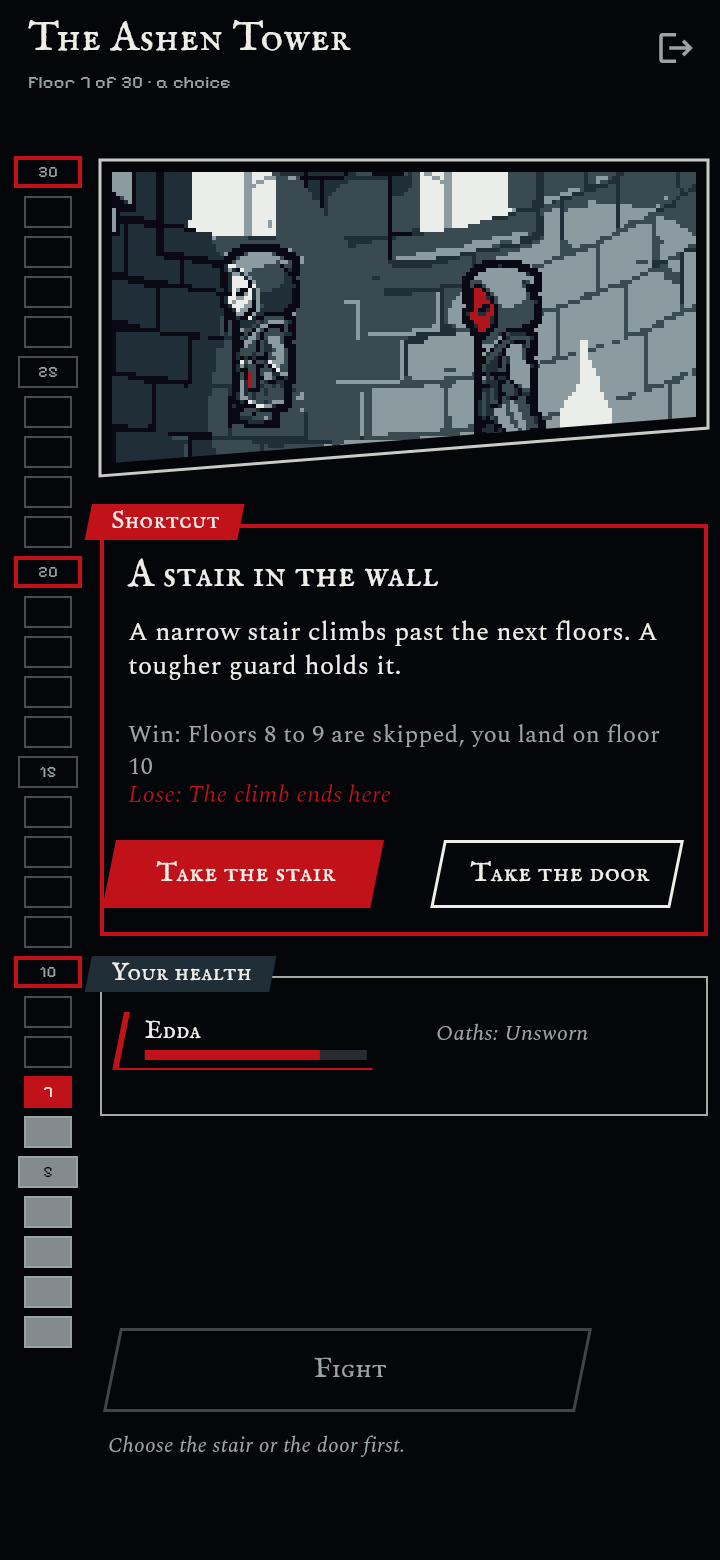 The Ashen Tower
Floor 7 of 30 · a choice
30
25
20
15
10
7
5
Shortcut
A stair in the wall
A narrow stair climbs past the next floors. A
tougher guard holds it.
Win: Floors 8 to 9 are skipped, you land on floor
10
Lose: The climb ends here
Take the stair
Take the door
Your health
Edda
Oaths: Unsworn
Fight
Choose the stair or the door first.